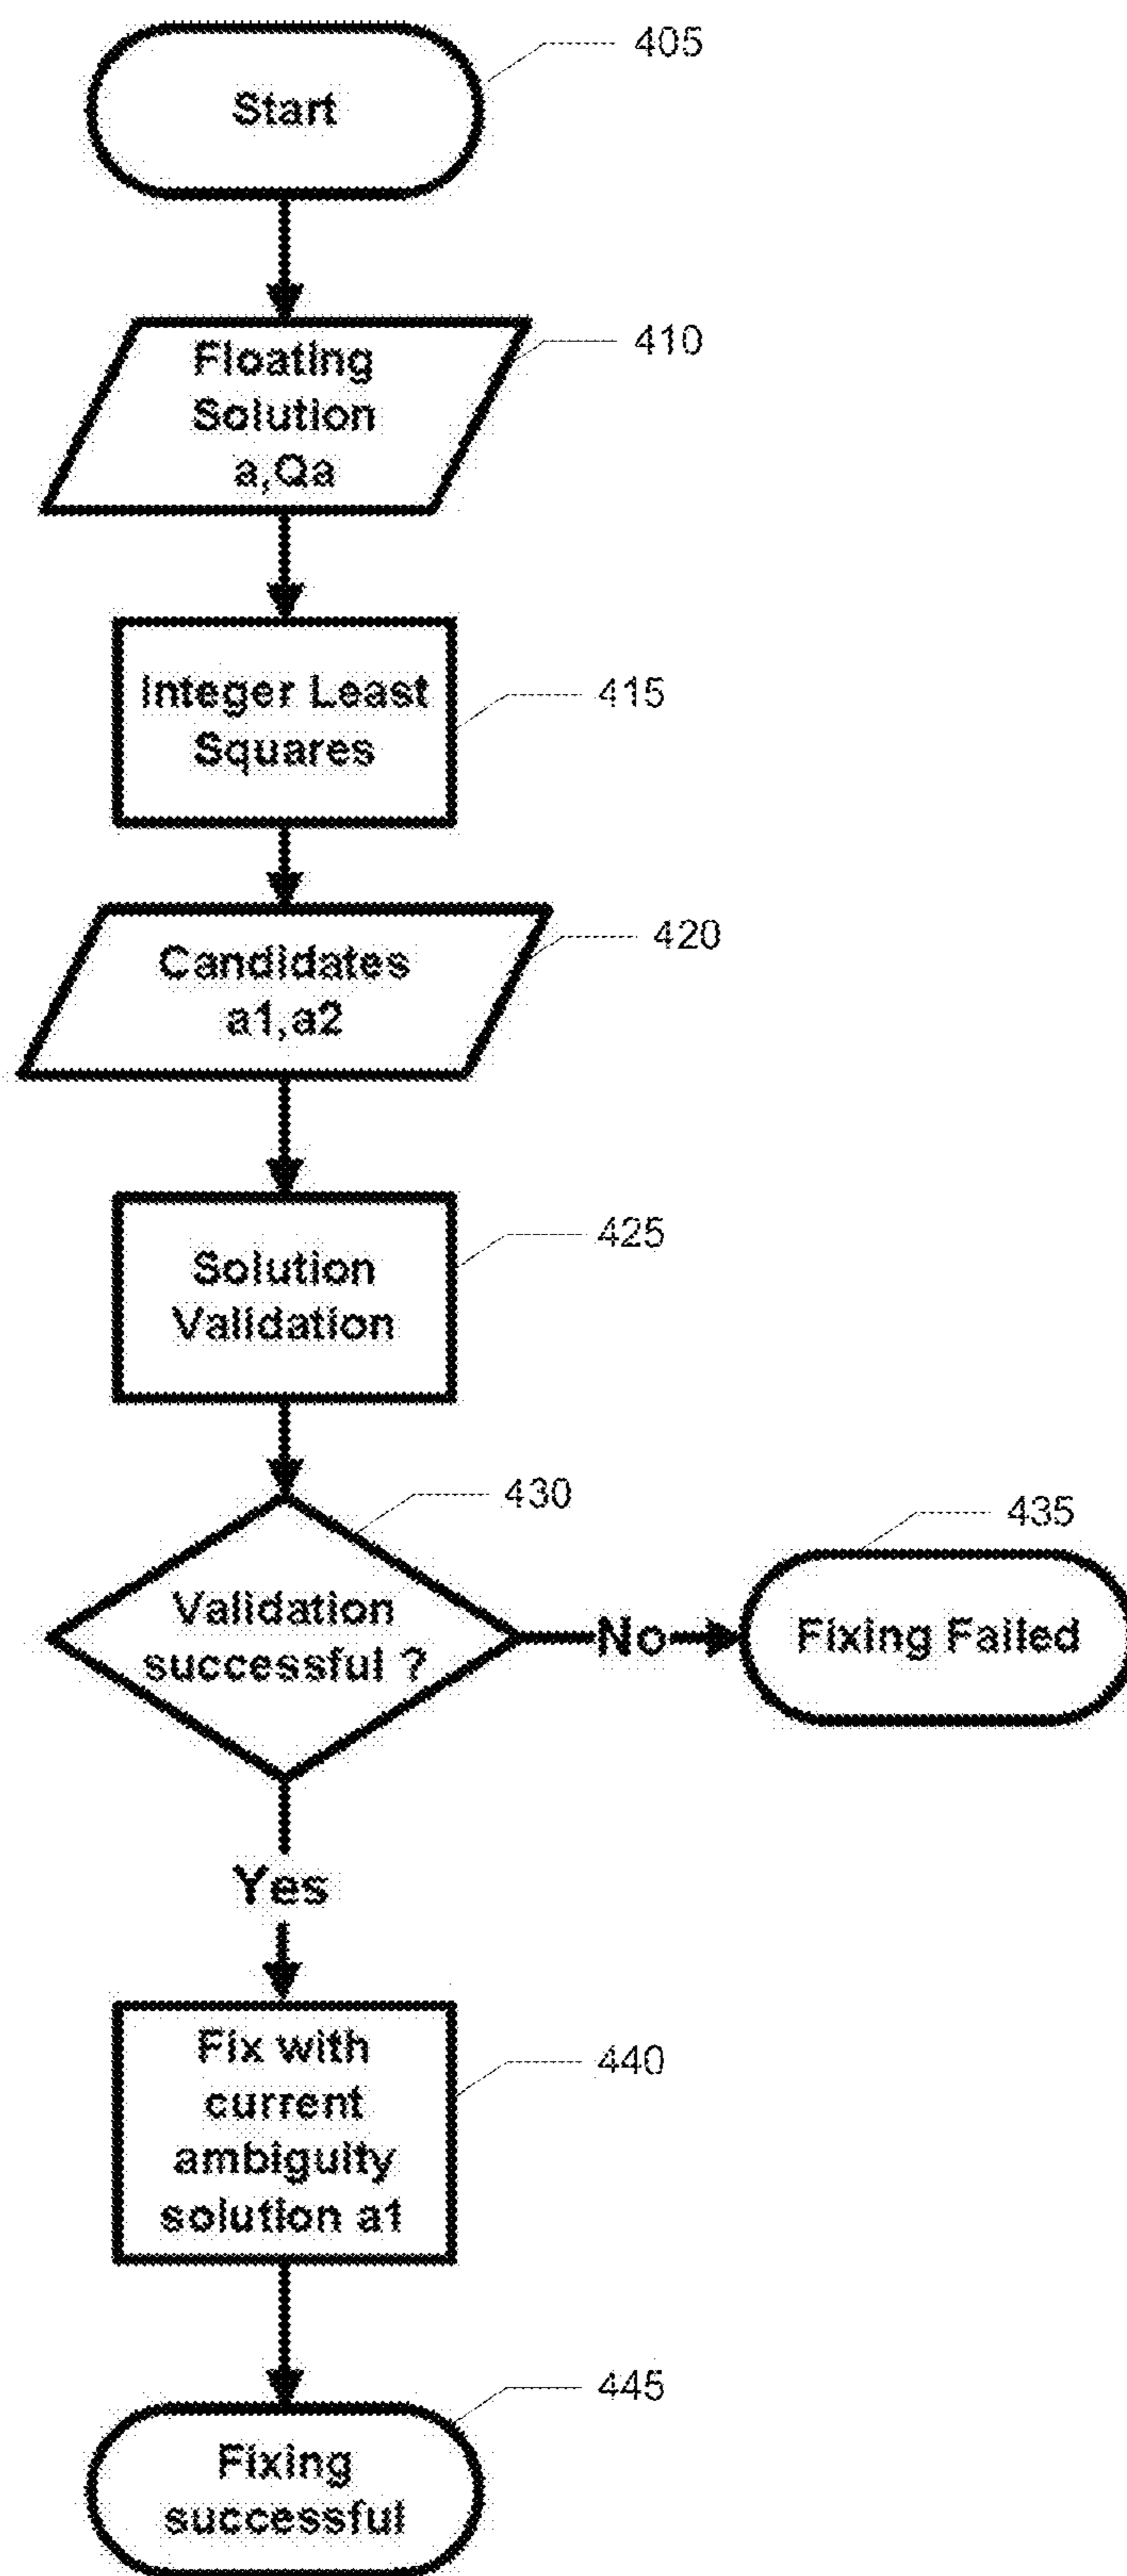 405
Start
410
Floating
Solution
a,Qa
Integer Least
Squares
415
420
Candidates
a1,a2
425
Solution
Validation
430
435
Validation
successful ?
No
Fixing Failed
Yes
Fix with
current
ambiguity
solution a1
440
445
Fixing
successful